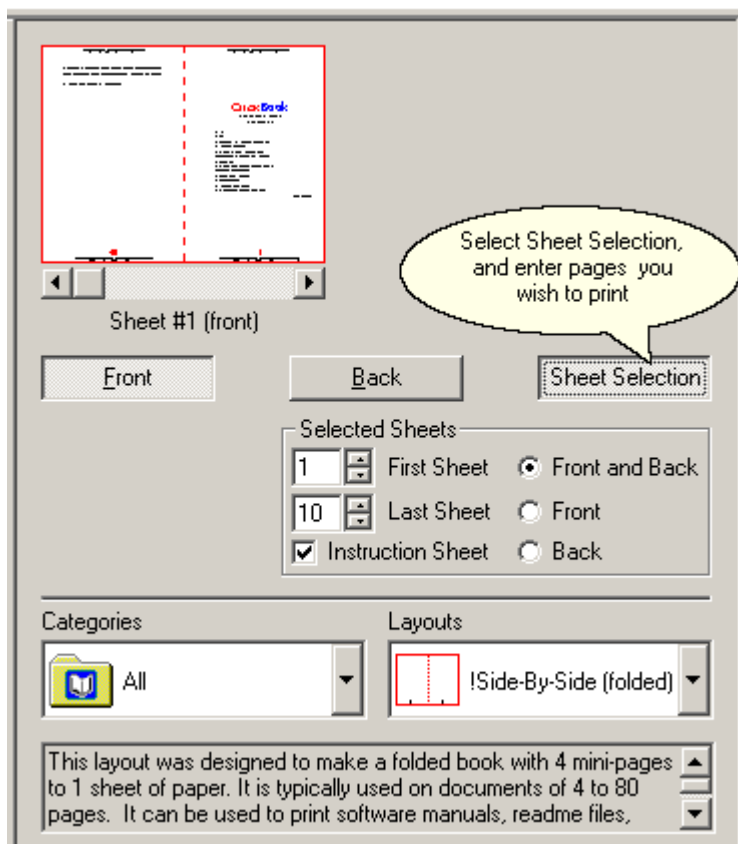 ClickBook
Select Sheet Selection,
and enter pages you
wish to print
Sheet #1 (front)
Front
Back
Sheet Selection
Selected Sheets
1 First Sheet Front and Back
10 Last Sheet Front
Instruction Sheet Back
Categories
Layouts
All
!Side-By-Side (folded)
This layout was designed to make a folded book with 4 mini-pages
to 1 sheet of paper. It is typically used on documents of 4 to 80
pages. It can be used to print software manuals, readme files,